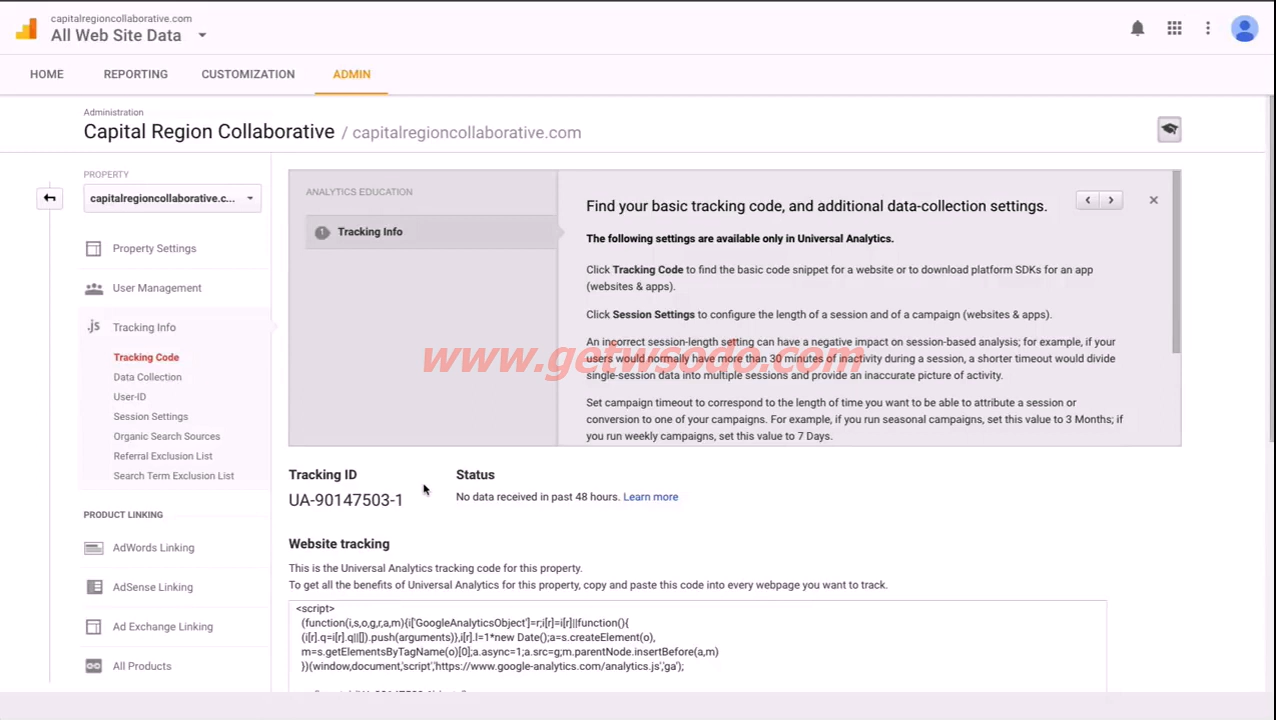 capitalregioncollaborative.com
All Web Site Data
HOME REPORTING CUSTOMIZATION ADMIN
Administration
Capital Region Collaborative / capitalregioncollaborative.com
PROPERTY
capitalregioncollaborative.c...
Property Settings
User Management
.js Tracking Info
Tracking Code
Data Collection
User-ID
Session Settings
Organic Search Sources
Referral Exclusion List
Search Term Exclusion List
PRODUCT LINKING
AdWords Linking
AdSense Linking
Ad Exchange Linking
All Products
ANALYTICS EDUCATION
1 Tracking Info
Find your basic tracking code, and additional data-collection settings.
The following settings are available only in Universal Analytics.
Click Tracking Code to find the basic code snippet for a website or to download platform SDKs for an app
(websites & apps).
Click Session Settings to configure the length of a session and of a campaign (websites & apps).
An incorrect session-length setting can have a negative impact on session-based analysis; for example, if your
users would normally have more than 30 minutes of inactivity during a session, a shorter timeout would divide
single-session data into multiple sessions and provide an inaccurate picture of activity.
Set campaign timeout to correspond to the length of time you want to be able to attribute a session or
conversion to one of your campaigns. For example, if you run seasonal campaigns, set this value to 3 Months; if
you run weekly campaigns, set this value to 7 Days.
www.getwsodo.com
Tracking ID
UA-90147503-1
Status
No data received in past 48 hours. Learn more
Website tracking
This is the Universal Analytics tracking code for this property.
To get all the benefits of Universal Analytics for this property, copy and paste this code into every webpage you want to track.
<script>
(function(i,s,o,g,r,a,m){i['GoogleAnalyticsObject']=r;i[r]=i[r]||function(){
(i[r].q=i[r].q||[]).push(arguments)},i[r].l=1*new Date();a=s.createElement(o),
m=s.getElementsByTagName(o)[0];a.async=1;a.src=g;m.parentNode.insertBefore(a,m)
})(window,document,'script','https://www.google-analytics.com/analytics.js','ga');